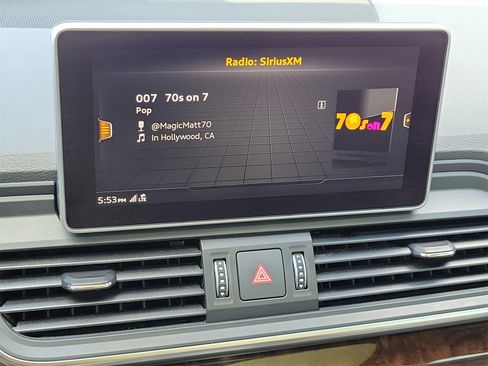 Radio: SiriusXM
007 70s on 7
Pop
@MagicMatt70
In Hollywood, CA
70s on 7
5:53PM LTE